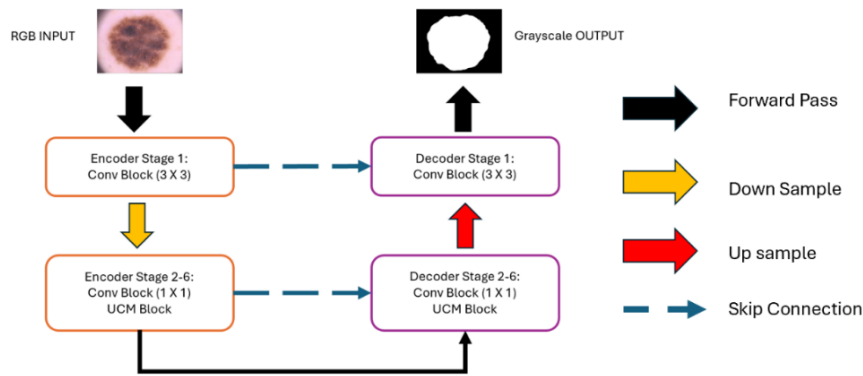 RGB INPUT
Grayscale OUTPUT
Encoder Stage 1:
Conv Block (3 X 3)
Decoder Stage 1:
Conv Block (3 X 3)
Encoder Stage 2-6:
Conv Block (1 X 1)
UCM Block
Decoder Stage 2-6:
Conv Block (1 X 1)
UCM Block
Forward Pass
Down Sample
Up sample
Skip Connection